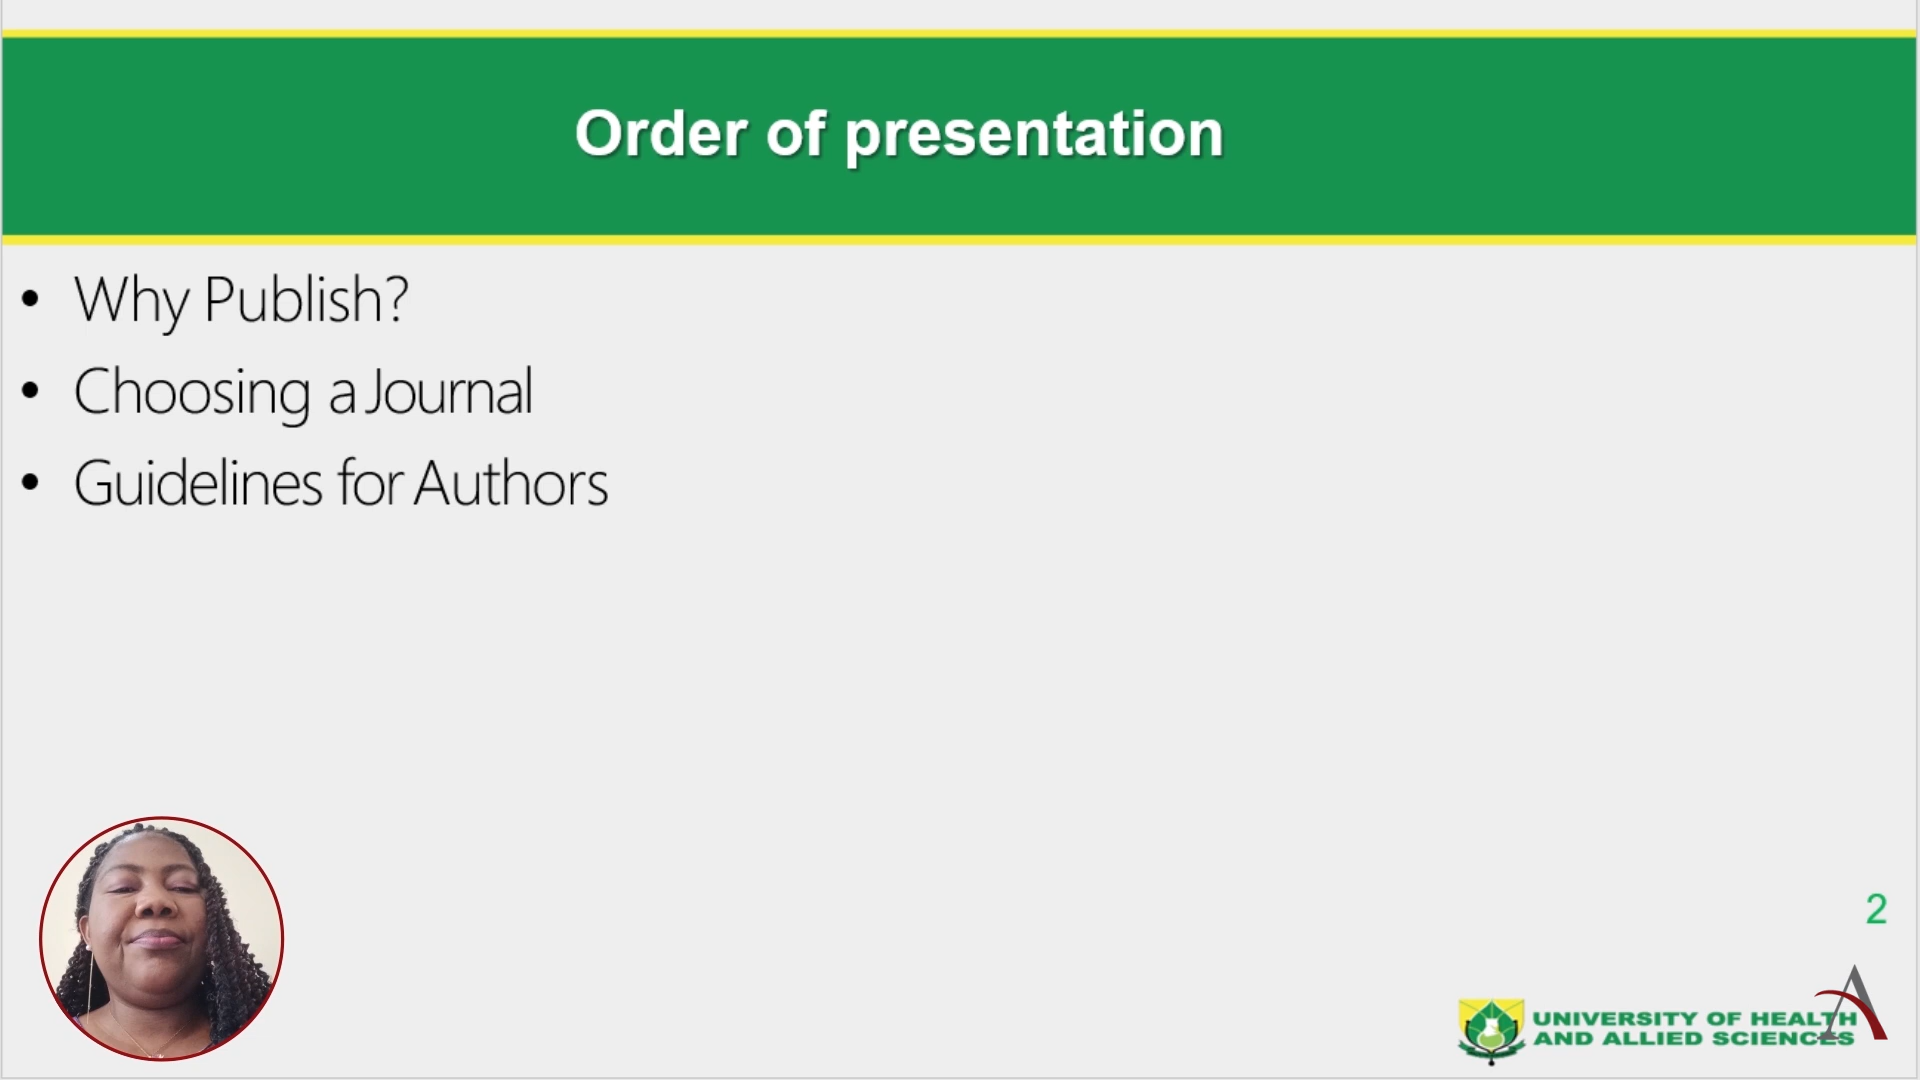 Order of presentation
• Why Publish?
• Choosing a Journal
• Guidelines for Authors
2
A
UNIVERSITY OF HEALTH
AND ALLIED SCIENCES